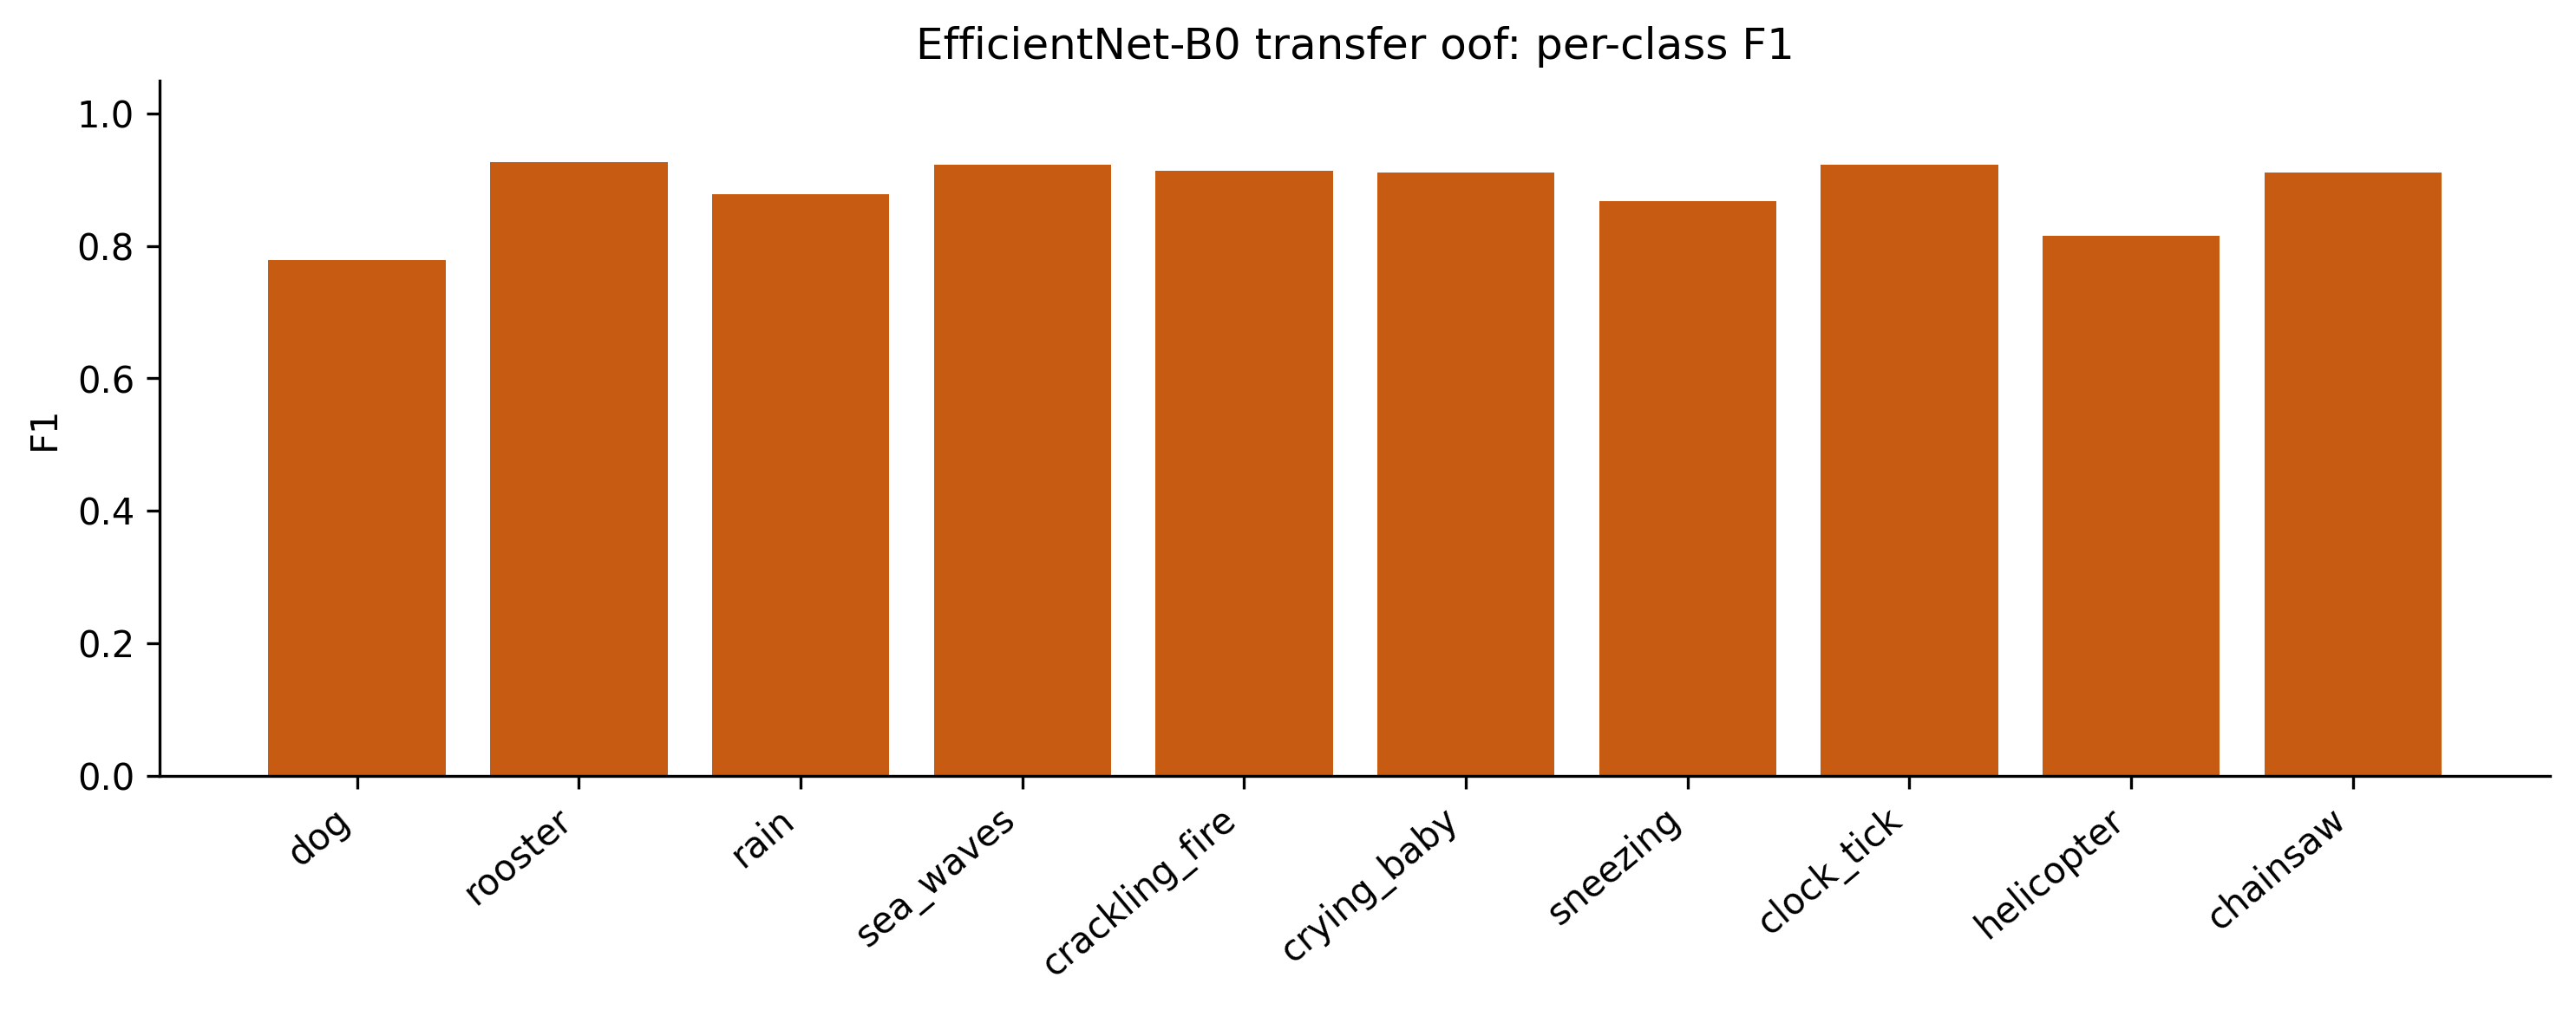 EfficientNet-B0 transfer oof: per-class F1
1.0
0.8
0.6
0.4
0.2
0.0
F1
dog
rooster
rain
sea_waves
crackling_fire
crying_baby
sneezing
clock_tick
helicopter
chainsaw